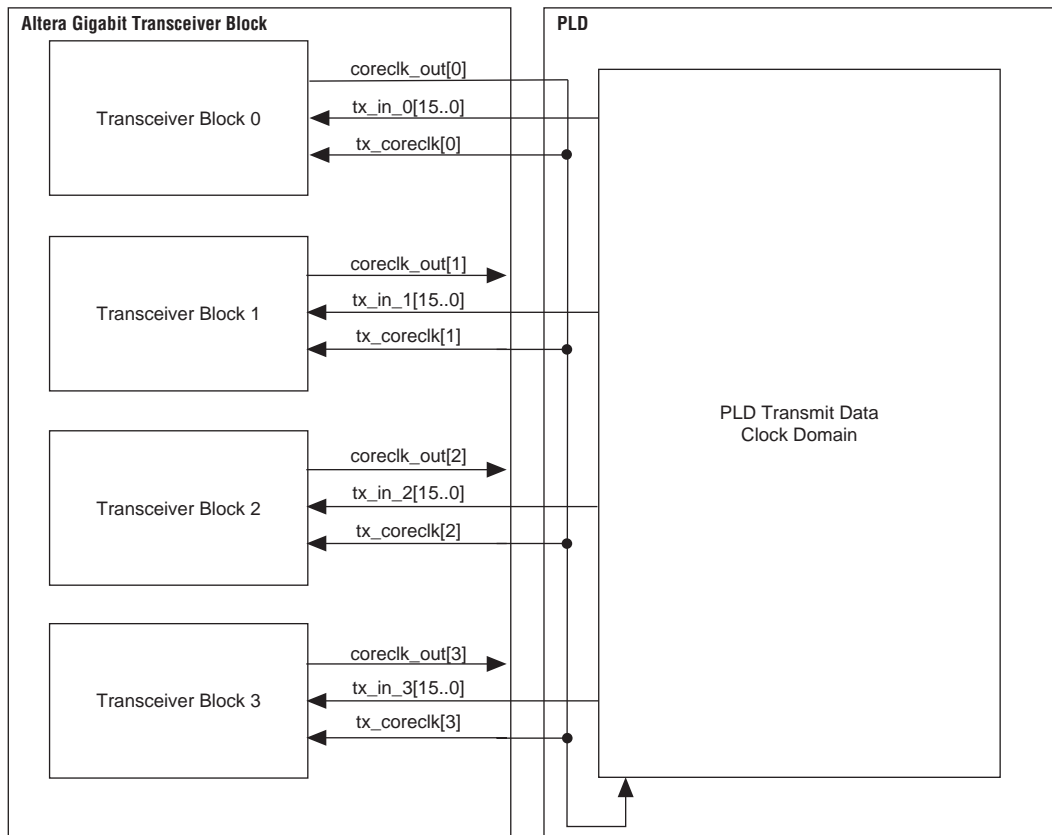 Altera Gigabit Transceiver Block
PLD
Transceiver Block 0
coreclk_out[0]
tx_in_0[15..0]
tx_coreclk[0]
Transceiver Block 1
coreclk_out[1]
tx_in_1[15..0]
tx_coreclk[1]
PLD Transmit Data
Clock Domain
Transceiver Block 2
coreclk_out[2]
tx_in_2[15..0]
tx_coreclk[2]
Transceiver Block 3
coreclk_out[3]
tx_in_3[15..0]
tx_coreclk[3]